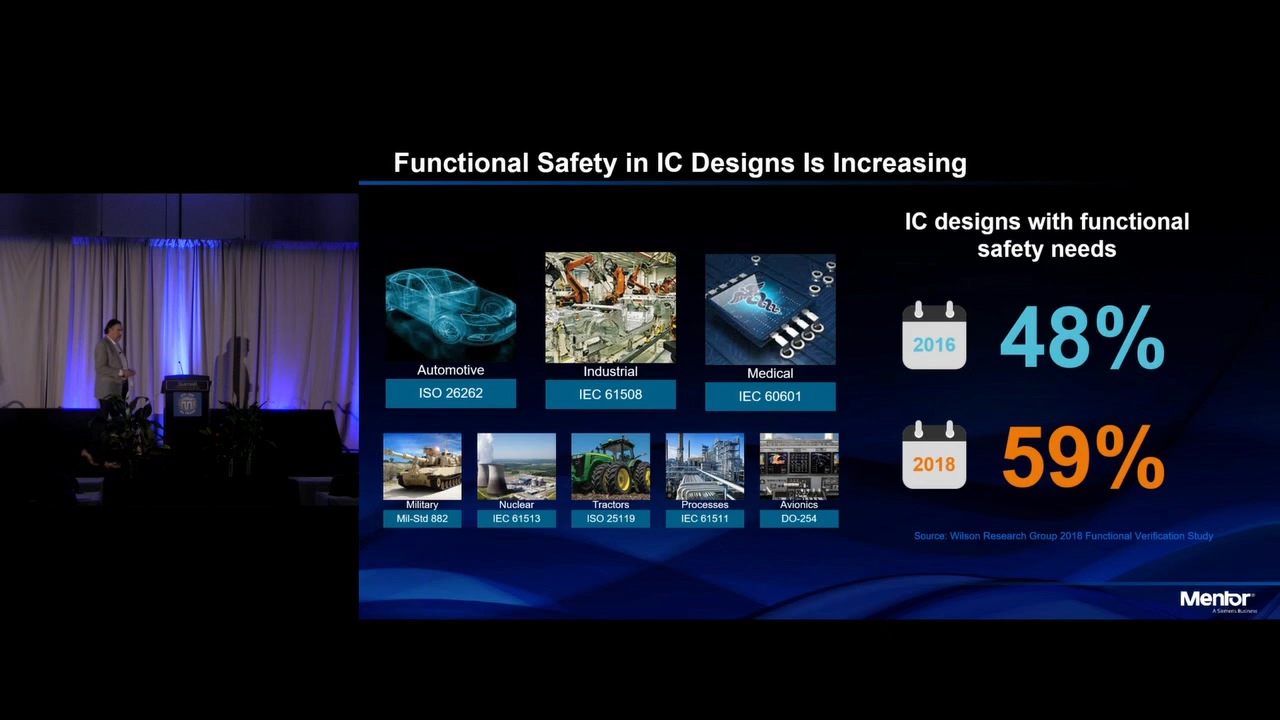 Functional Safety in IC Designs Is Increasing
IC designs with functional
safety needs
Automotive
ISO 26262
Industrial
IEC 61508
Medical
IEC 60601
2016
48%
2018
59%
Military
Mil-Std 882
Nuclear
IEC 61513
Tractors
ISO 25119
Processes
IEC 61511
Avionics
DO-254
Source: Wilson Research Group 2018 Functional Verification Study
Mentor®
A Siemens Business